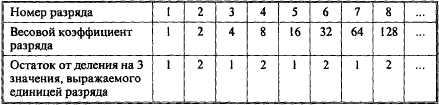 Номер разряда 1 2 3 4 5 6 7 8 ...
Весовой коэффициент 1 2 4 8 16 32 64 128 ...
разряда
Остаток от деления на 3 1 2 1 2 1 2 1 2 ...
значения, выражаемого
единицей разряда